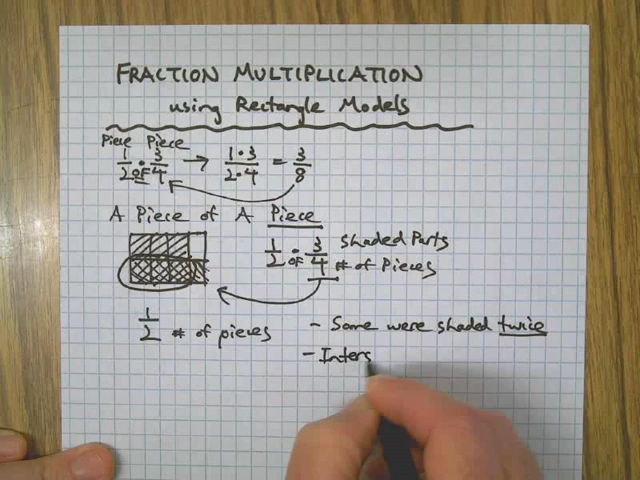 FRACTION MULTIPLICATION
using Rectangle Models
Piece Piece
1/2 • 3/4 → 1•3/2•4 = 3/8
OF
A Piece of A Piece
1/2 • 3/4 Shaded Parts
OF # of Pieces
1/2 # of pieces
- Some were shaded twice
- Inters